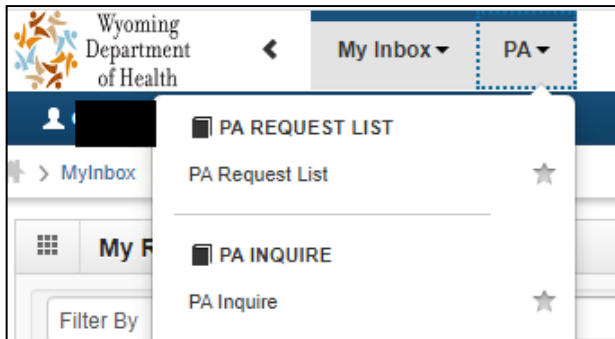 Wyoming
Department
of Health
My Inbox
PA
PA REQUEST LIST
MyInbox
PA Request List
My R
PA INQUIRE
PA Inquire
Filter By